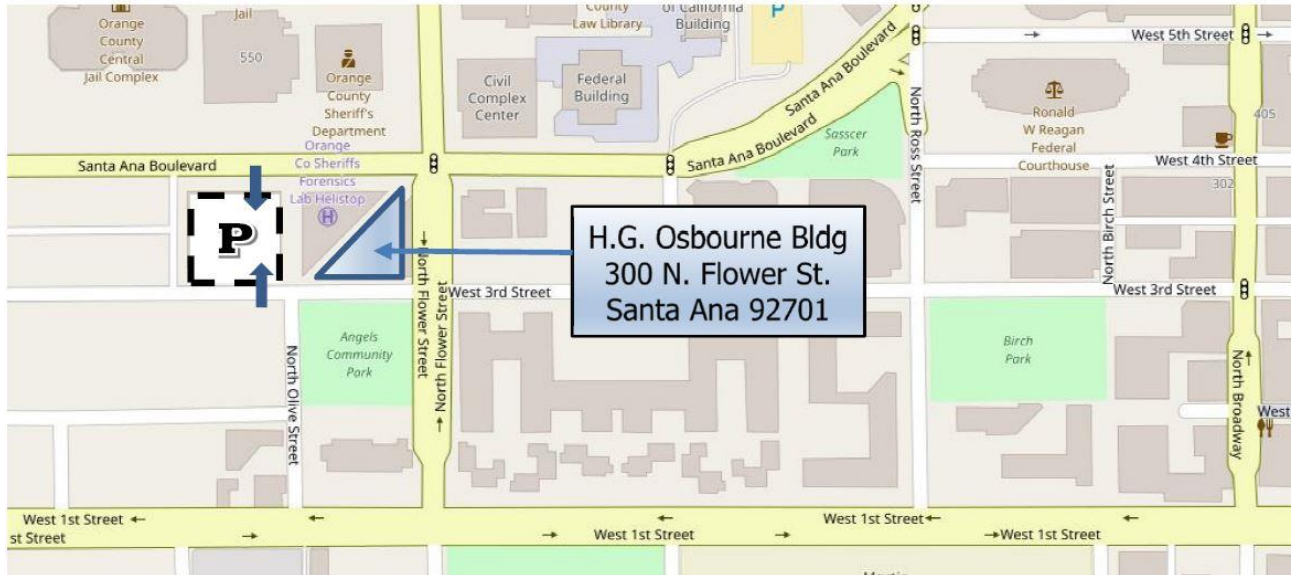 Orange
County
Central
Jail Complex
Jail
550
Orange
County
Sheriff's
Department
Orange
Co Sheriffs
Forensics
Lab Helistop
H
County
Law Library
of California
Building
P
Civil
Complex
Center
Federal
Building
Santa Ana Boulevard
Santa Ana Boulevard
Santa Ana Boulevard
Sasscer
Park
North Ross Street
West 5th Street
Ronald
W Reagan
Federal
Courthouse
405
West 4th Street
302
North Birch Street
P
H.G. Osbourne Bldg
300 N. Flower St.
Santa Ana 92701
North Flower Street
North Flower Street
West 3rd Street
West 3rd Street
Angels
Community
Park
North Olive Street
Birch
Park
North Broadway
West
West 1st Street
st Street
West 1st Street
West 1st Street
West 1st Street